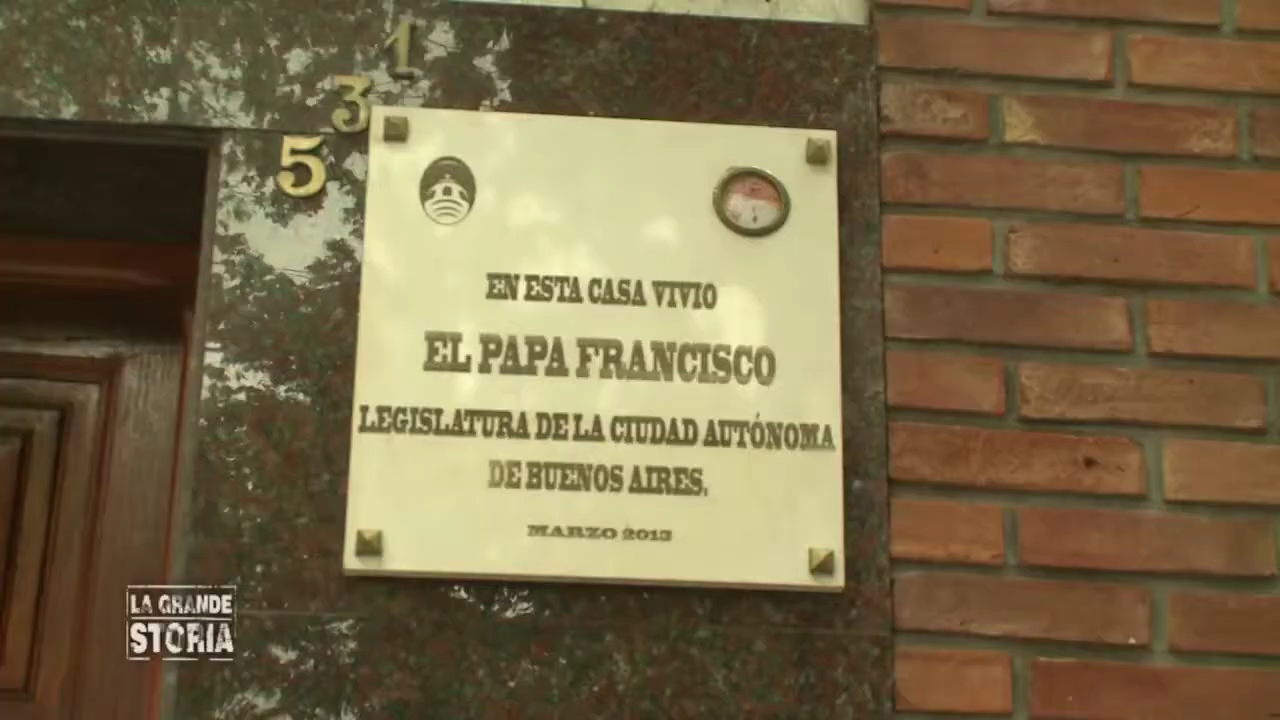 5 3 1
EN ESTA CASA VIVIO
EL PAPA FRANCISCO
LEGISLATURA DE LA CIUDAD AUTÓNOMA
DE BUENOS AIRES.
MARZO 2013
LA GRANDE
STORIA